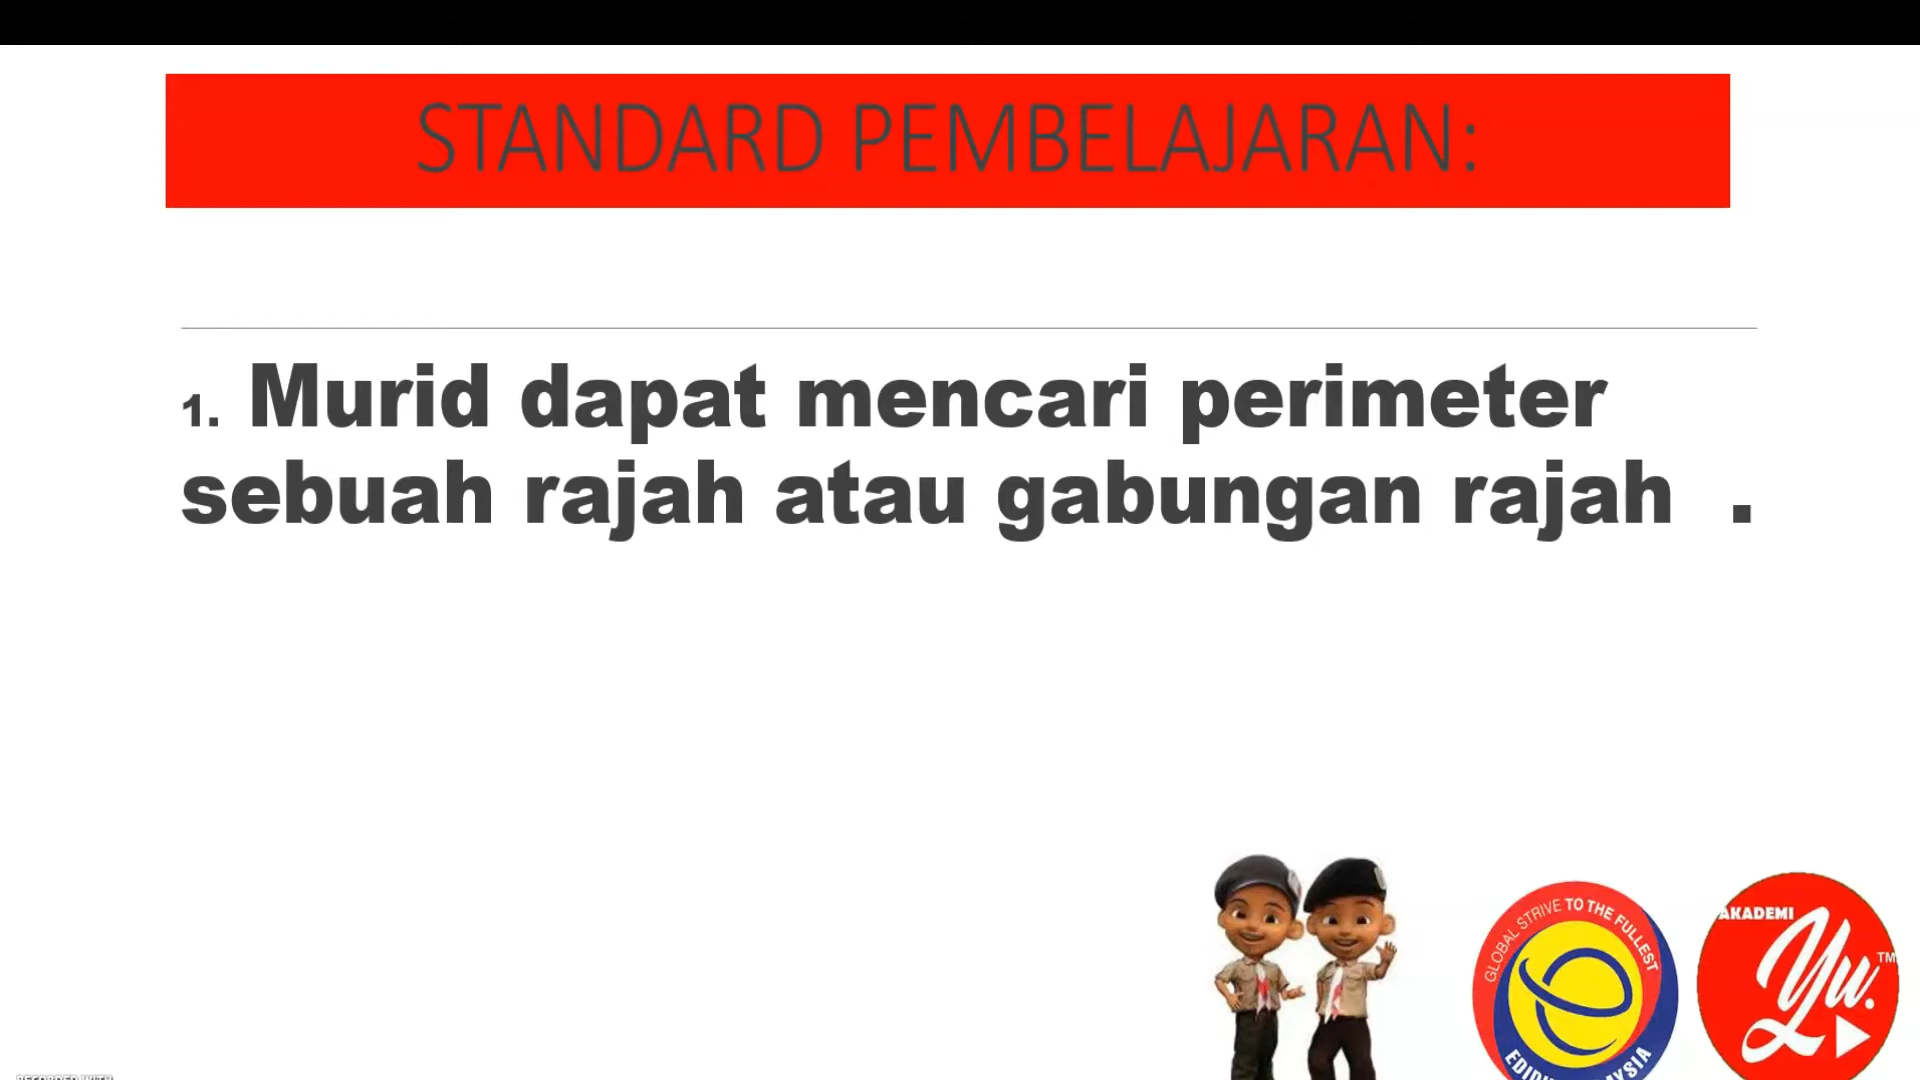 STANDARD PEMBELAJARAN:
1. Murid dapat mencari perimeter
sebuah rajah atau gabungan rajah .
GLOBAL STRIVE TO THE FULLEST
AKADEMI
Yu.
TM